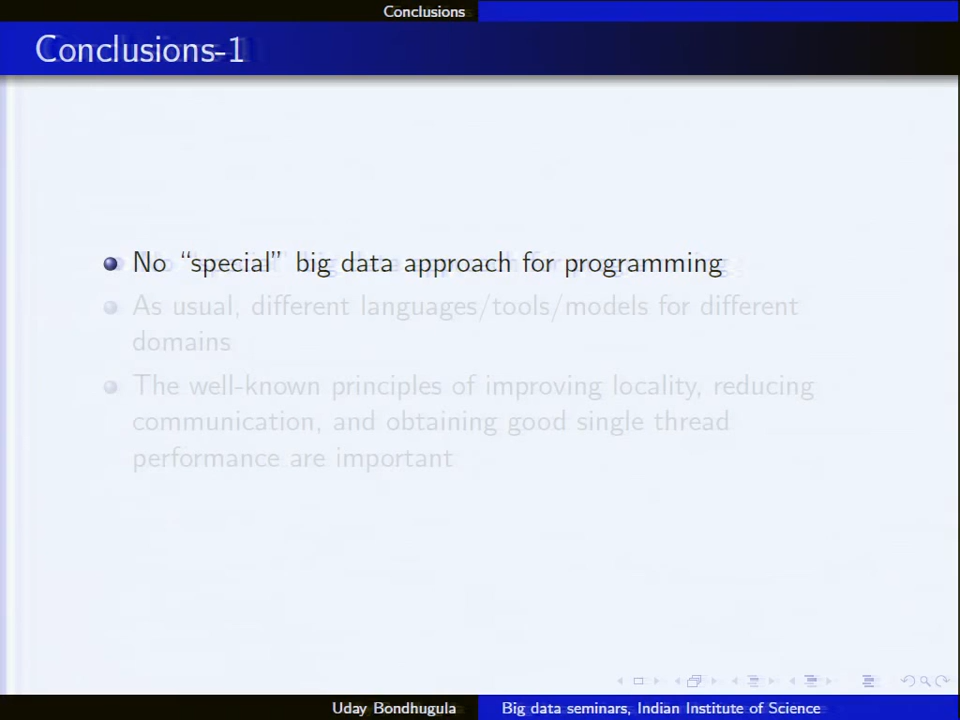 Conclusions
Conclusions-1
No “special” big data approach for programming
As usual, different languages/tools/models for different
domains
The well-known principles of improving locality, reducing
communication, and obtaining good single thread
performance are important
Uday Bondhugula
Big data seminars, Indian Institute of Science